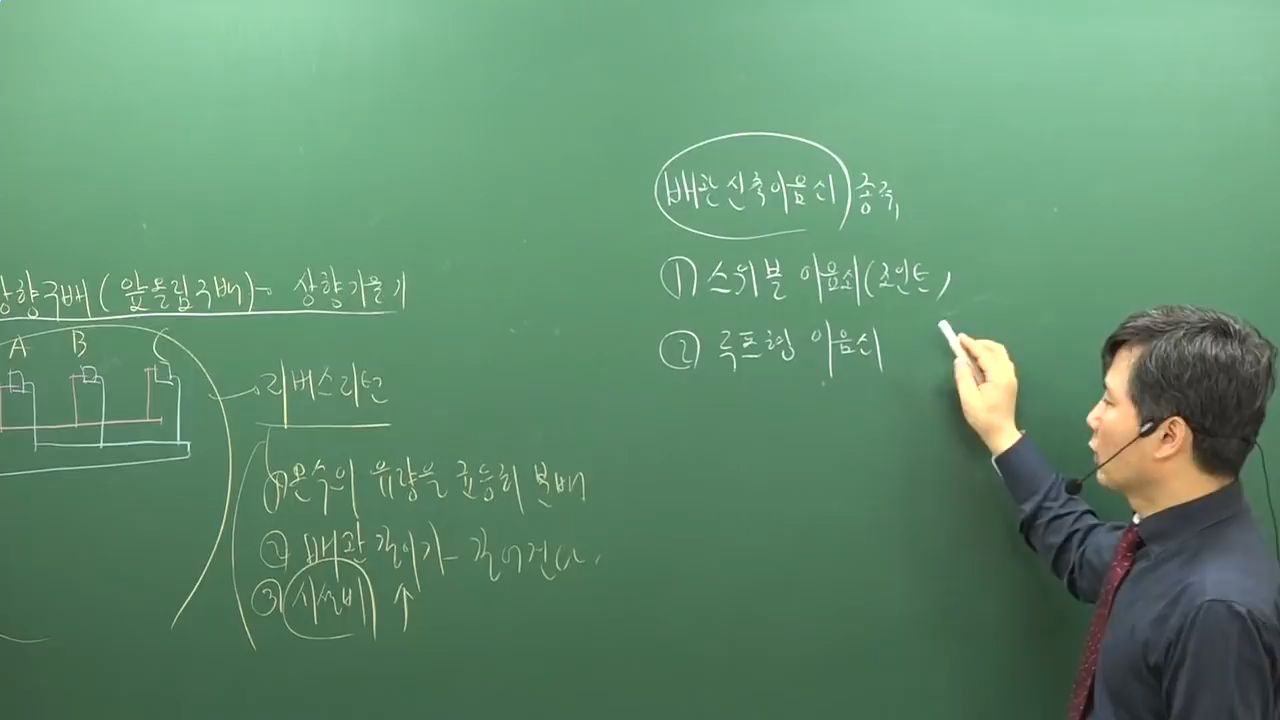 상향구배(앞올림구배)- 상향기울기
A B C
리버스리턴
① 온수의 유량을 균등히 분배
② 배관 길이가 길어진다.
③ 시설비 ↑
배관신축이음쇠 종류,
① 스위블 이음쇠(조인트)
② 루프형 이음쇠